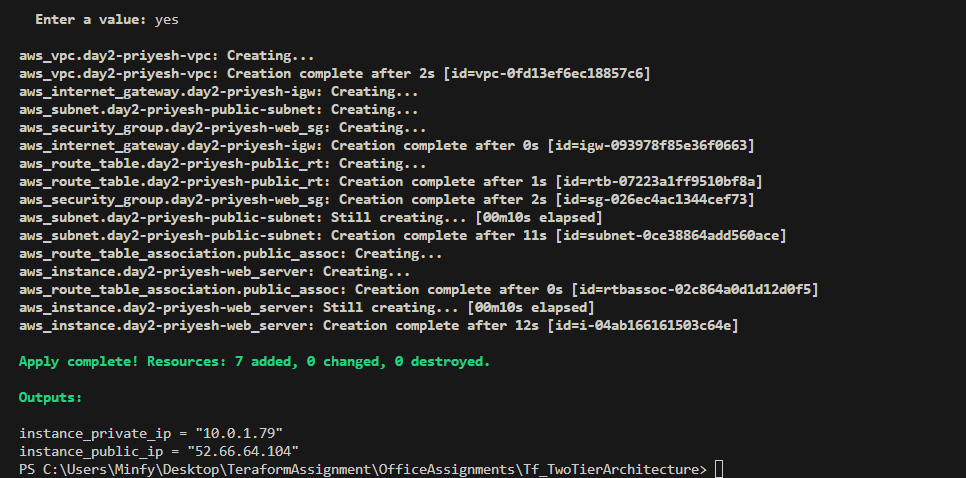 Enter a value: yes
aws_vpc.day2-priyesh-vpc: Creating...
aws_vpc.day2-priyesh-vpc: Creation complete after 2s [id=vpc-0fd13ef6ec18857c6]
aws_internet_gateway.day2-priyesh-igw: Creating...
aws_subnet.day2-priyesh-public-subnet: Creating...
aws_security_group.day2-priyesh-web_sg: Creating...
aws_internet_gateway.day2-priyesh-igw: Creation complete after 0s [id=igw-093978f85e36f0663]
aws_route_table.day2-priyesh-public_rt: Creating...
aws_route_table.day2-priyesh-public_rt: Creation complete after 1s [id=rtb-07223a1ff9510bf8a]
aws_security_group.day2-priyesh-web_sg: Creation complete after 2s [id=sg-026ec4ac1344cef73]
aws_subnet.day2-priyesh-public-subnet: Still creating... [00m10s elapsed]
aws_subnet.day2-priyesh-public-subnet: Creation complete after 11s [id=subnet-0ce38864add560ace]
aws_route_table_association.public_assoc: Creating...
aws_instance.day2-priyesh-web_server: Creating...
aws_route_table_association.public_assoc: Creation complete after 0s [id=rtbassoc-02c864a0d1d12d0f5]
aws_instance.day2-priyesh-web_server: Still creating... [00m10s elapsed]
aws_instance.day2-priyesh-web_server: Creation complete after 12s [id=i-04ab166161503c64e]
Apply complete! Resources: 7 added, 0 changed, 0 destroyed.
Outputs:
instance_private_ip = "10.0.1.79"
instance_public_ip = "52.66.64.104"
PS C:\Users\Minfy\Desktop\TeraformAssignment\OfficeAssignments\Tf_TwoTierArchitecture>